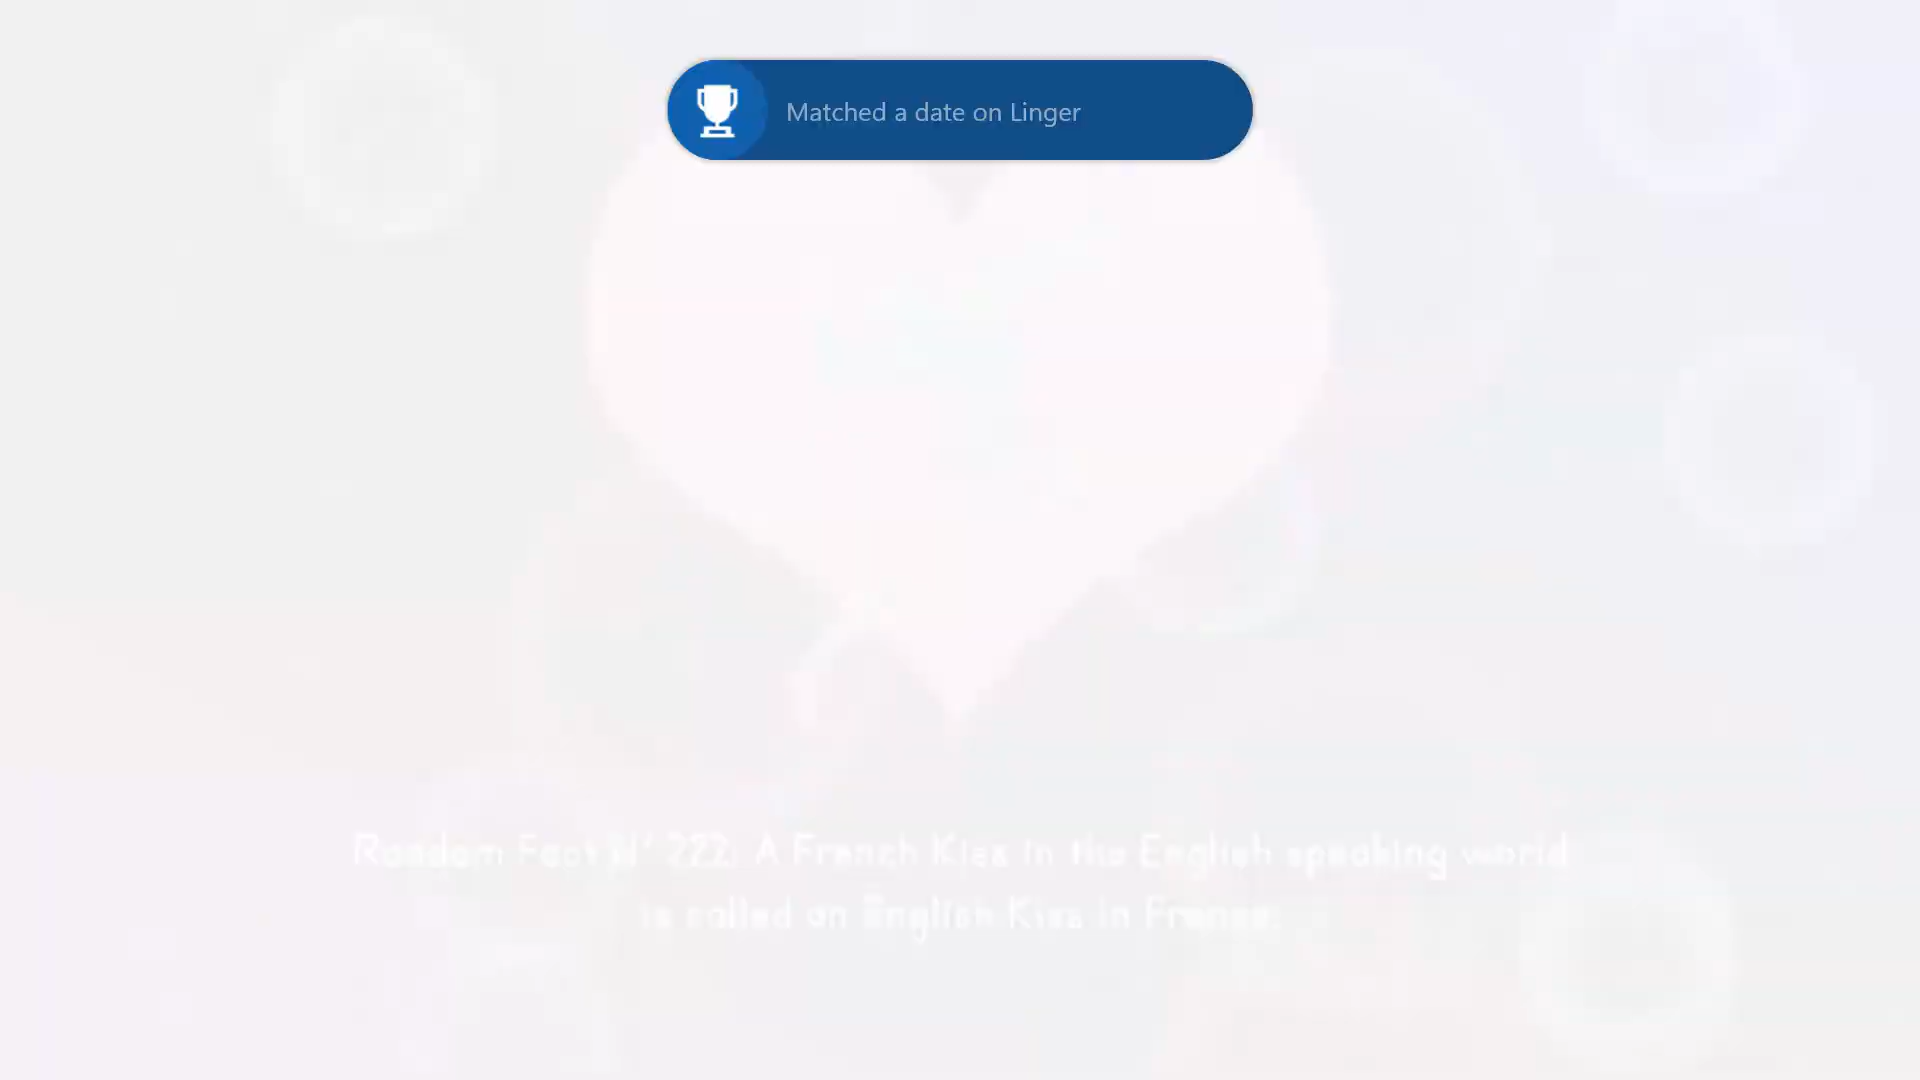 Matched a date on Linger
Random Fact N° 222: A French Kiss in the English speaking world
is called an English Kiss in France.